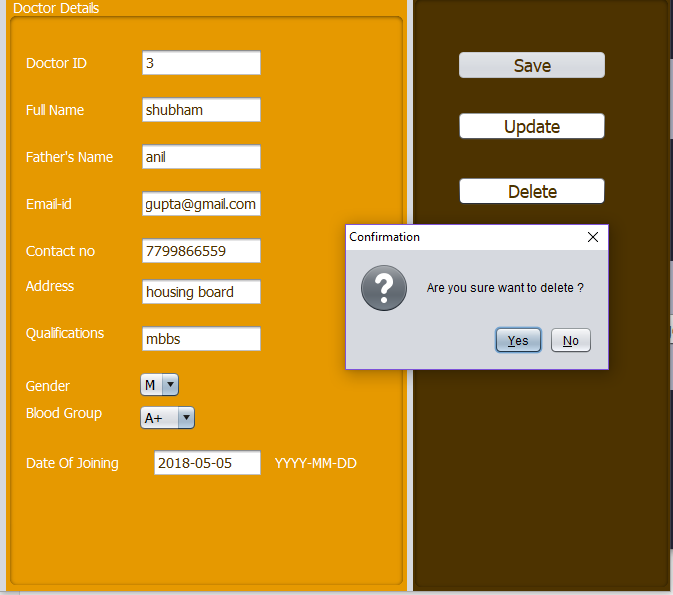 Doctor Details
Doctor ID 3
Full Name shubham
Father's Name anil
Email-id gupta@gmail.com
Contact no 7799866559
Address housing board
Qualifications mbbs
Gender M
Blood Group A+
Date Of Joining 2018-05-05 YYYY-MM-DD
Save
Update
Delete
Confirmation
Are you sure want to delete ?
Yes No